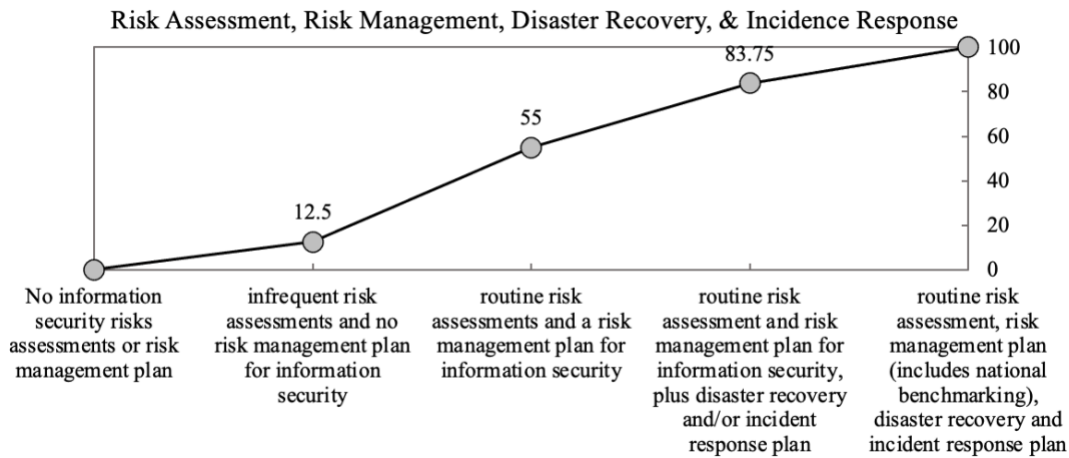 Risk Assessment, Risk Management, Disaster Recovery, & Incidence Response
100
83.75
80
55
60
40
12.5
20
0
No information
security risks
assessments or risk
management plan
infrequent risk
assessments and no
risk management plan
for information
security
routine risk
assessments and a risk
management plan for
information security
routine risk
assessment and risk
management plan for
information security,
plus disaster recovery
and/or incident
response plan
routine risk
assessment, risk
management plan
(includes national
benchmarking),
disaster recovery and
incident response plan